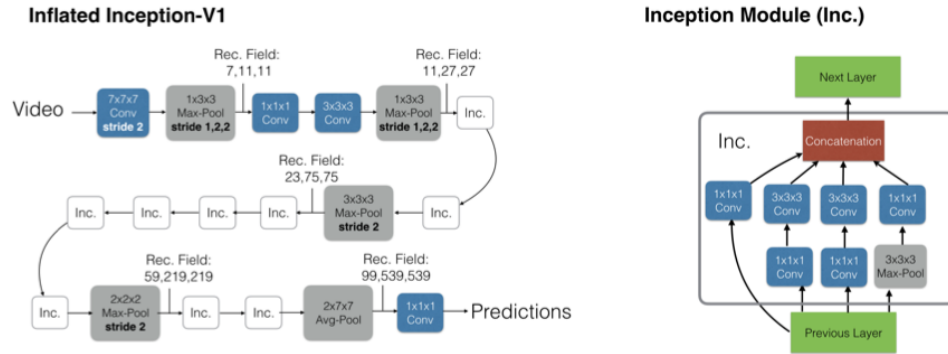 Inflated Inception-V1
Rec. Field:
7,11,11
Rec. Field:
11,27,27
Video
7x7x7
Conv
stride 2
1x3x3
Max-Pool
stride 1,2,2
1x1x1
Conv
3x3x3
Conv
1x3x3
Max-Pool
stride 1,2,2
Inc.
Rec. Field:
23,75,75
Inc.
Inc.
Inc.
Inc.
3x3x3
Max-Pool
stride 2
Inc.
Rec. Field:
59,219,219
Rec. Field:
99,539,539
Inc.
2x2x2
Max-Pool
stride 2
Inc.
Inc.
2x7x7
Avg-Pool
1x1x1
Conv
Predictions
Inception Module (Inc.)
Next Layer
Inc.
Concatenation
1x1x1
Conv
3x3x3
Conv
3x3x3
Conv
1x1x1
Conv
1x1x1
Conv
1x1x1
Conv
3x3x3
Max-Pool
Previous Layer